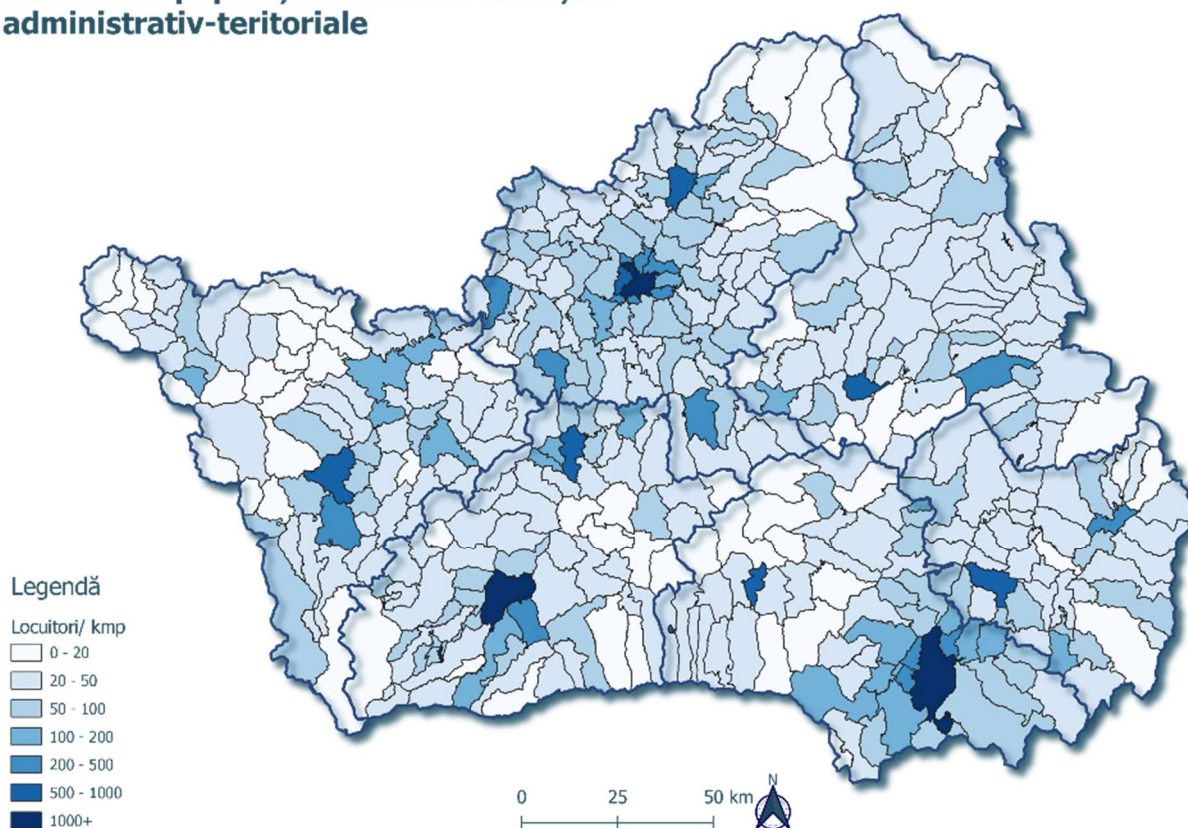 administrativ-teritoriale
Legendă
Locuitori/ kmp
0 - 20
20 - 50
50 - 100
100 - 200
200 - 500
500 - 1000
1000+
0 25 50 km
N